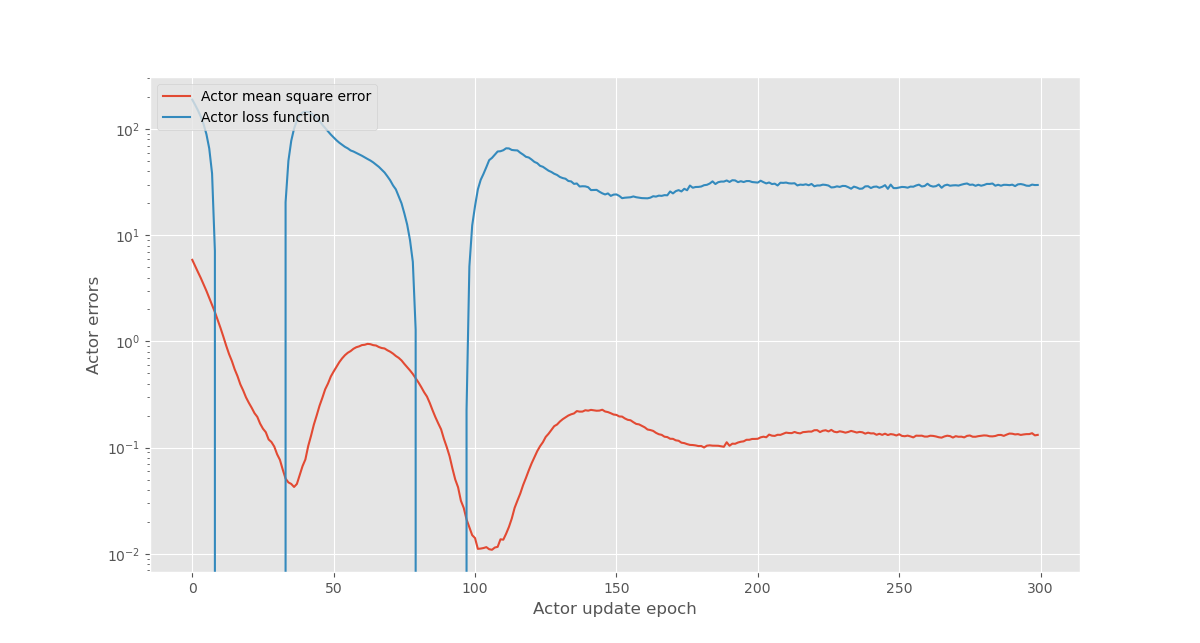 Actor mean square error
Actor loss function
10²
10¹
10⁰
10⁻¹
10⁻²
Actor errors
0 50 100 150 200 250 300
Actor update epoch